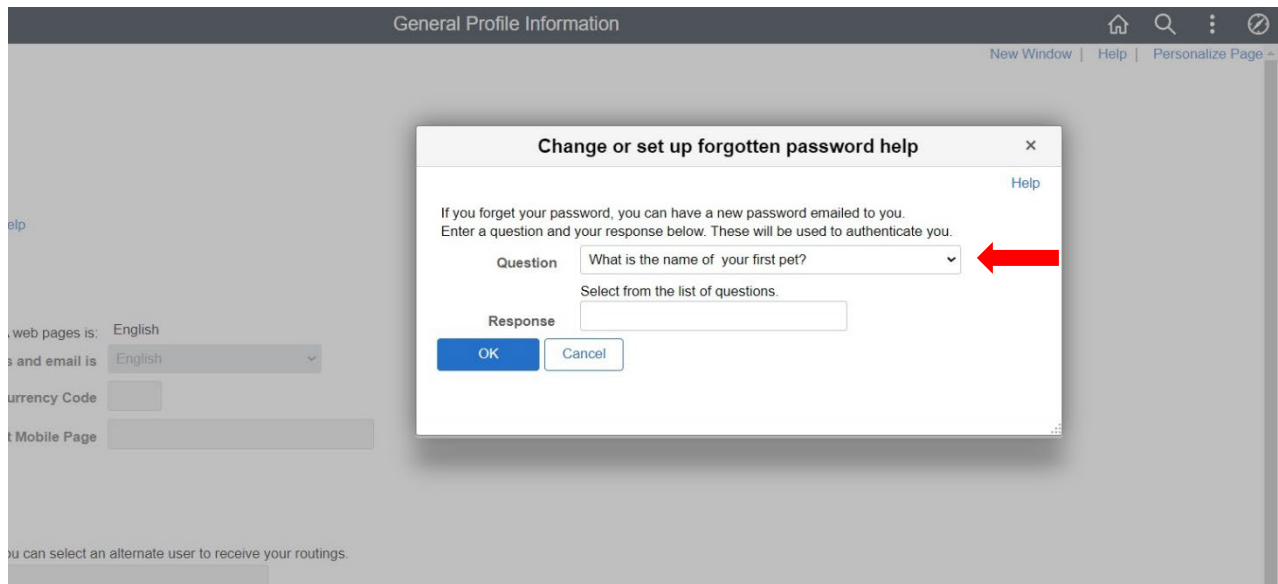 General Profile Information
New Window | Help | Personalize Page
Change or set up forgotten password help
Help
If you forget your password, you can have a new password emailed to you.
Enter a question and your response below. These will be used to authenticate you.
Question What is the name of your first pet?
Select from the list of questions.
Response
OK Cancel
elp
web pages is: English
s and email is English
urrency Code
t Mobile Page
ou can select an alternate user to receive your routings.